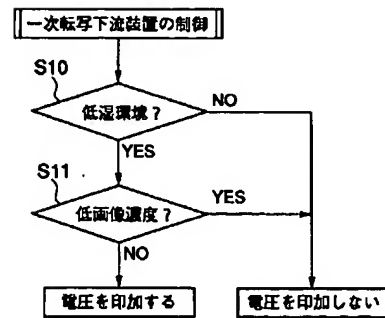 一次転写下流装置の制御
S10
低湿環境?
NO
YES
S11
低画像濃度?
YES
NO
電圧を印加する
電圧を印加しない